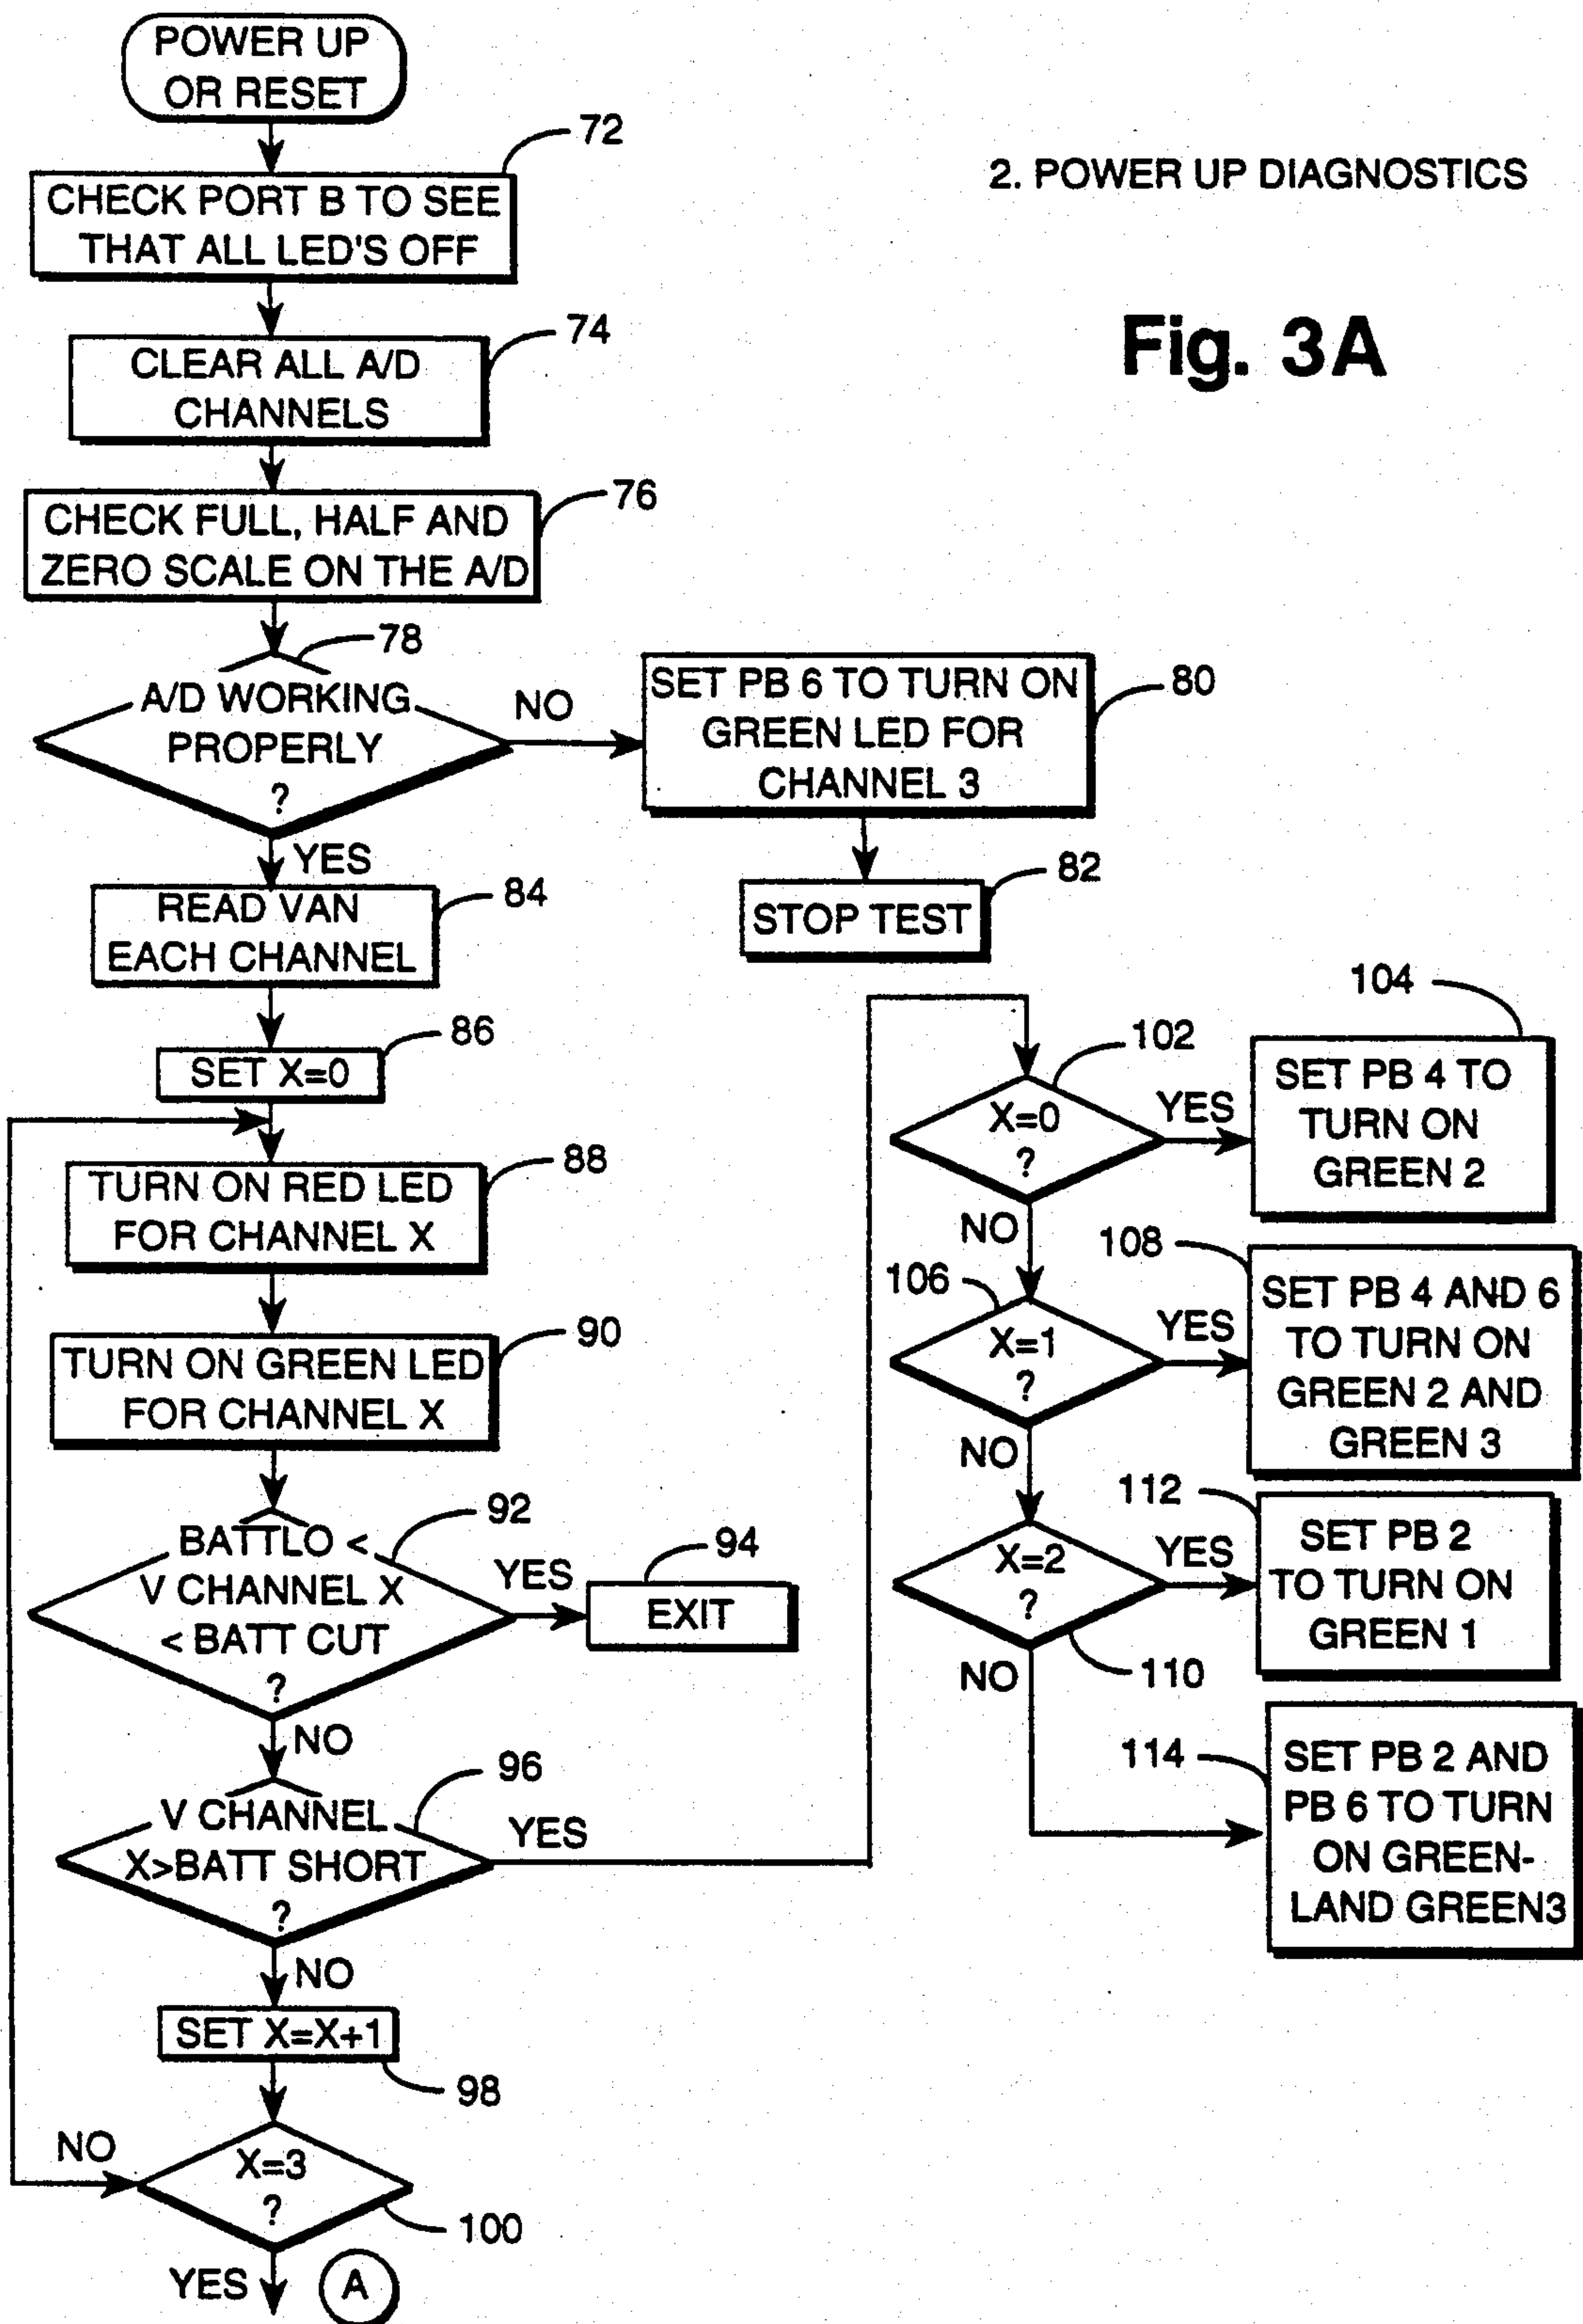 POWER UP
OR RESET
72
CHECK PORT B TO SEE
THAT ALL LED'S OFF
2. POWER UP DIAGNOSTICS
Fig. 3A
74
CLEAR ALL A/D
CHANNELS
76
CHECK FULL, HALF AND
ZERO SCALE ON THE A/D
78
A/D WORKING
PROPERLY
?
NO
SET PB 6 TO TURN ON
GREEN LED FOR
CHANNEL 3
80
YES
82
STOP TEST
READ VAN
EACH CHANNEL
84
86
SET X=0
88
TURN ON RED LED
FOR CHANNEL X
90
TURN ON GREEN LED
FOR CHANNEL X
92
BATTLO <
V CHANNEL X
< BATT CUT
?
YES
94
EXIT
NO
96
V CHANNEL
X>BATT SHORT
?
YES
NO
SET X=X+1
98
NO
X=3
?
100
YES
A
102
X=0
?
YES
104
SET PB 4 TO
TURN ON
GREEN 2
NO
106
X=1
?
YES
108
SET PB 4 AND 6
TO TURN ON
GREEN 2 AND
GREEN 3
NO
X=2
?
110
YES
112
SET PB 2
TO TURN ON
GREEN 1
NO
114
SET PB 2 AND
PB 6 TO TURN
ON GREEN-
LAND GREEN3